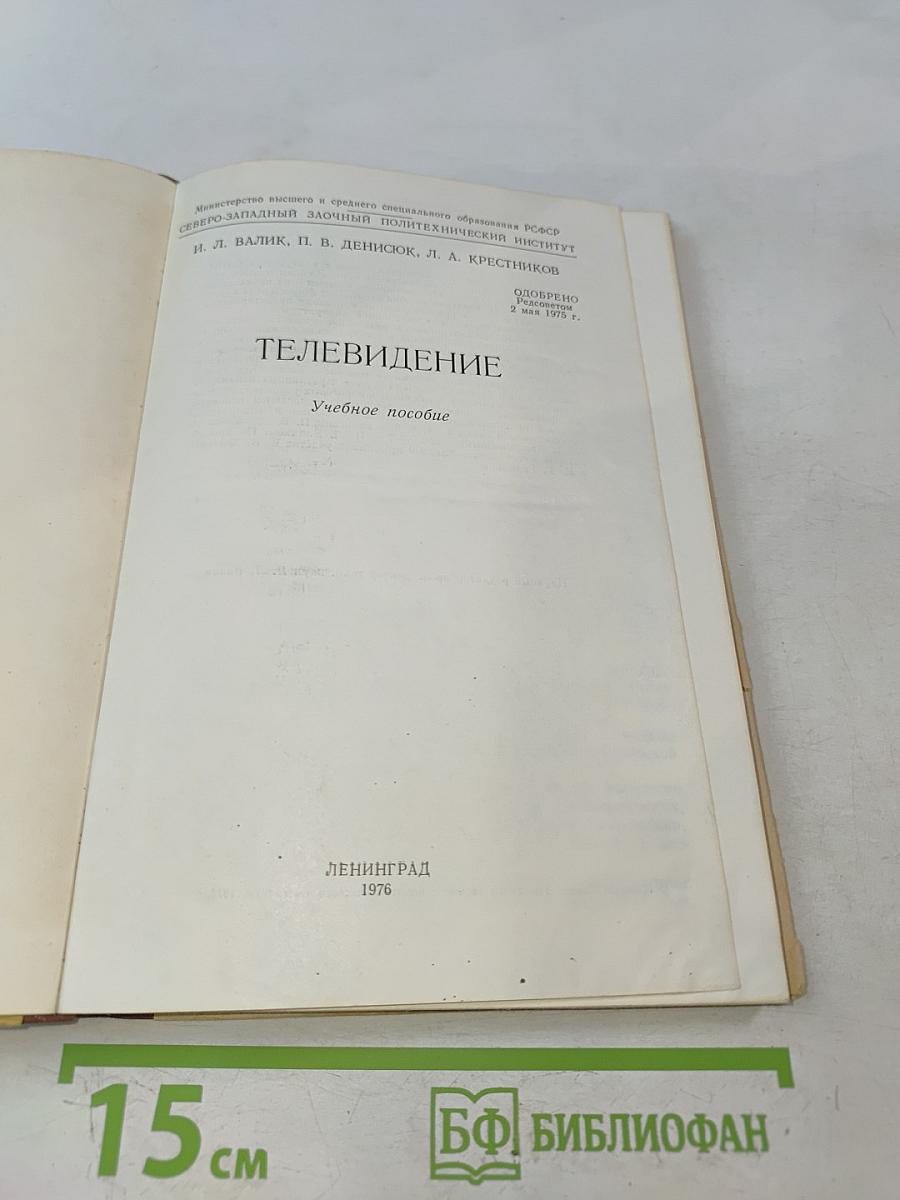 Министерство высшего и среднего специального образования РСФСР
СЕВЕРО-ЗАПАДНЫЙ ЗАОЧНЫЙ ПОЛИТЕХНИЧЕСКИЙ ИНСТИТУТ
И. Л. ВАЛИК, П. В. ДЕНИСЮК, Л. А. КРЕСТНИКОВ
ОДОБРЕНО
Редсоветом
2 мая 1975 г.
ТЕЛЕВИДЕНИЕ
Учебное пособие
ЛЕНИНГРАД
1976
15 см
БФ БИБЛИОФАН